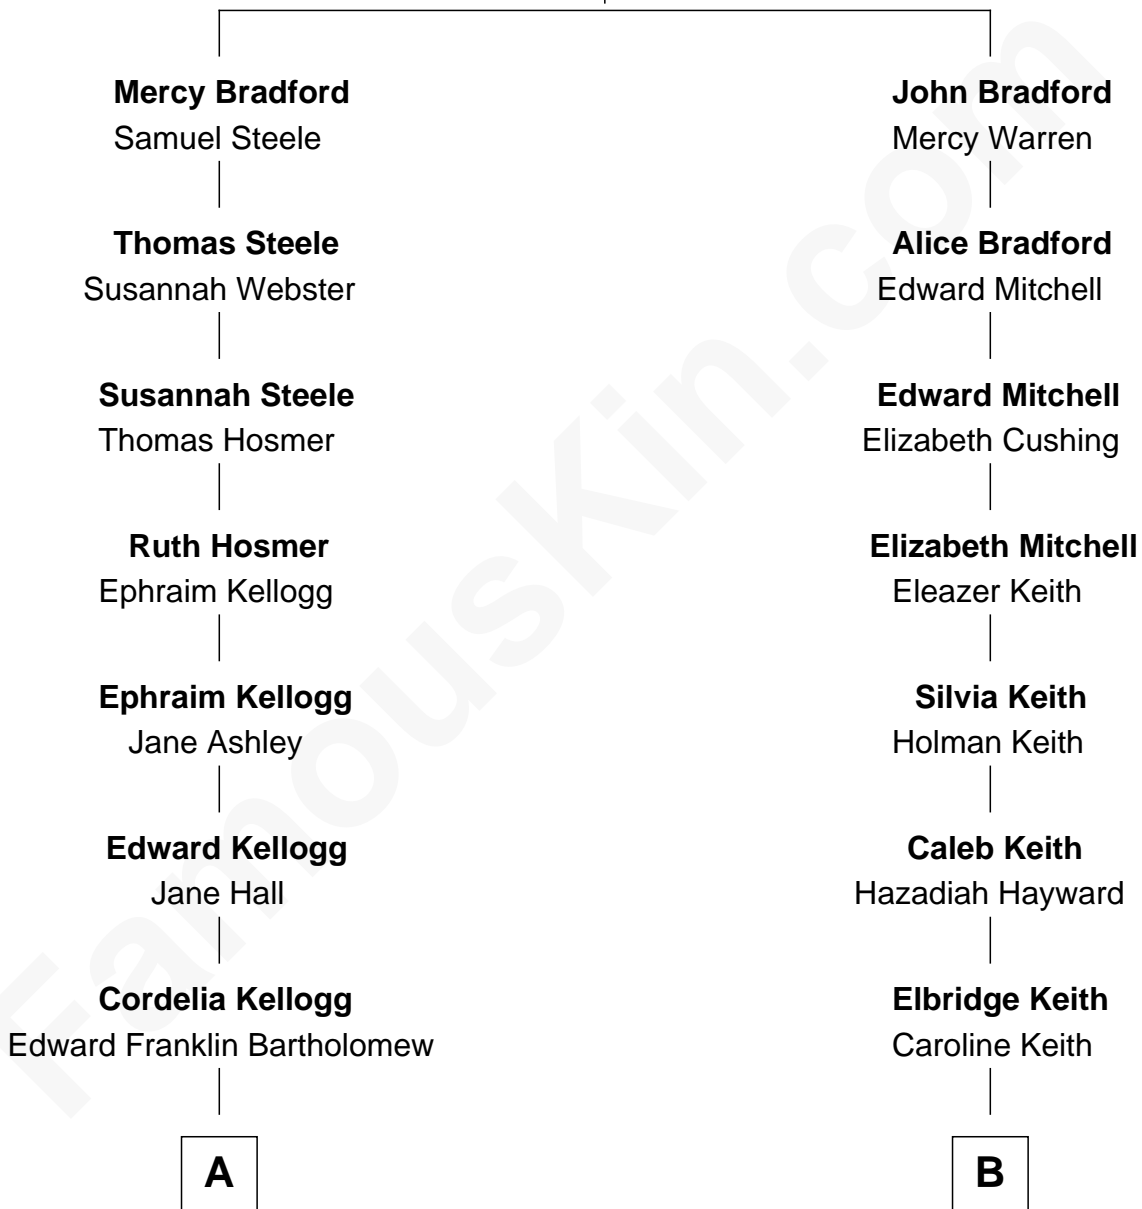 Mercy Bradford
Samuel Steele
Thomas Steele
Susannah Webster
Susannah Steele
Thomas Hosmer
Ruth Hosmer
Ephraim Kellogg
Ephraim Kellogg
Jane Ashley
Edward Kellogg
Jane Hall
Cordelia Kellogg
Edward Franklin Bartholomew
A
John Bradford
Mercy Warren
Alice Bradford
Edward Mitchell
Edward Mitchell
Elizabeth Cushing
Elizabeth Mitchell
Eleazer Keith
Silvia Keith
Holman Keith
Caleb Keith
Hazadiah Hayward
Elbridge Keith
Caroline Keith
B
FamousKin.com